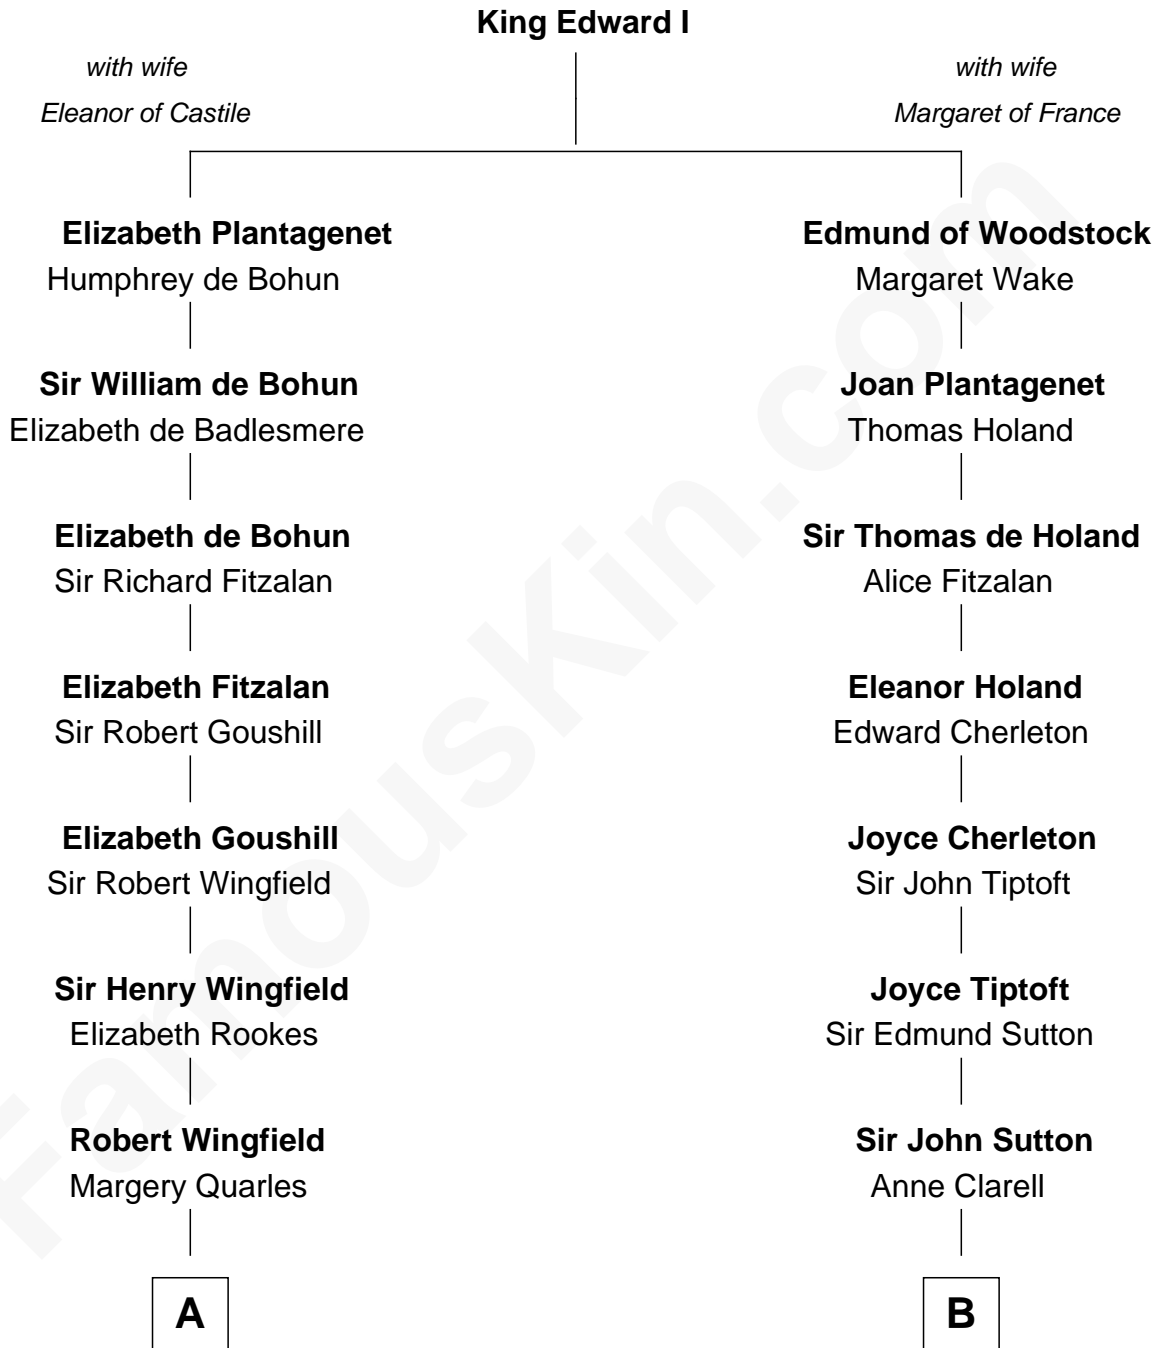 King Edward I
with wife
Eleanor of Castile
with wife
Margaret of France
Elizabeth Plantagenet
Humphrey de Bohun
Sir William de Bohun
Elizabeth de Badlesmere
Elizabeth de Bohun
Sir Richard Fitzalan
Elizabeth Fitzalan
Sir Robert Goushill
Elizabeth Goushill
Sir Robert Wingfield
Sir Henry Wingfield
Elizabeth Rookes
Robert Wingfield
Margery Quarles
A
Edmund of Woodstock
Margaret Wake
Joan Plantagenet
Thomas Holand
Sir Thomas de Holand
Alice Fitzalan
Eleanor Holand
Edward Cherleton
Joyce Cherleton
Sir John Tiptoft
Joyce Tiptoft
Sir Edmund Sutton
Sir John Sutton
Anne Clarell
B
FamousKin.com